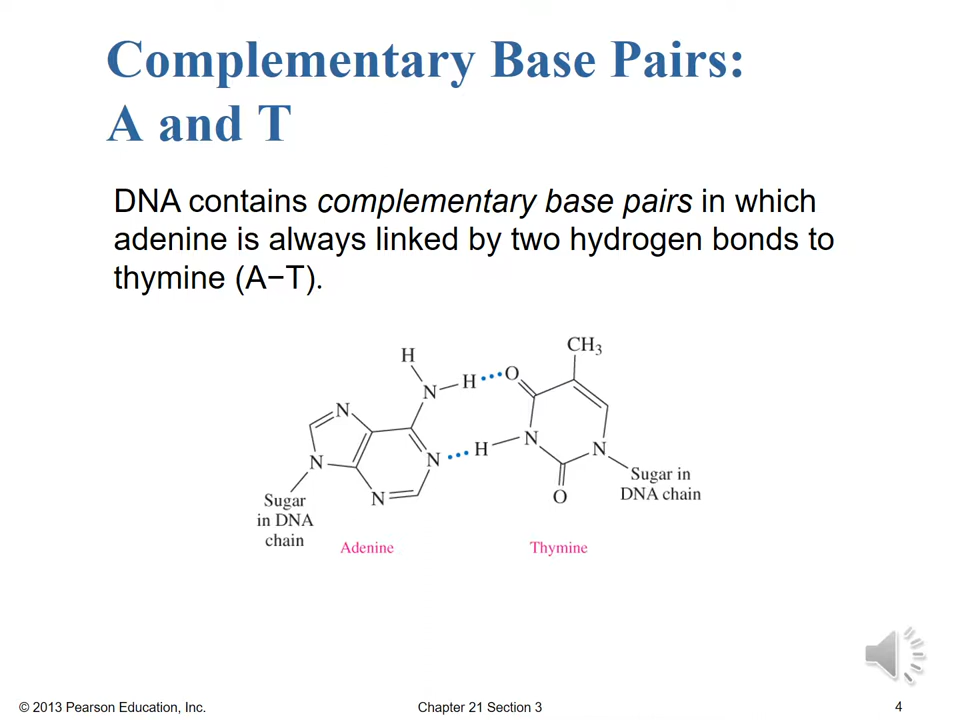 Complementary Base Pairs:
A and T
DNA contains complementary base pairs in which
adenine is always linked by two hydrogen bonds to
thymine (A−T).
CH3
H
H
O
N
N
N
H
N
N
N
N
O
Sugar in
DNA chain
Sugar
in DNA
chain
Adenine
Thymine
© 2013 Pearson Education, Inc.
Chapter 21 Section 3
4